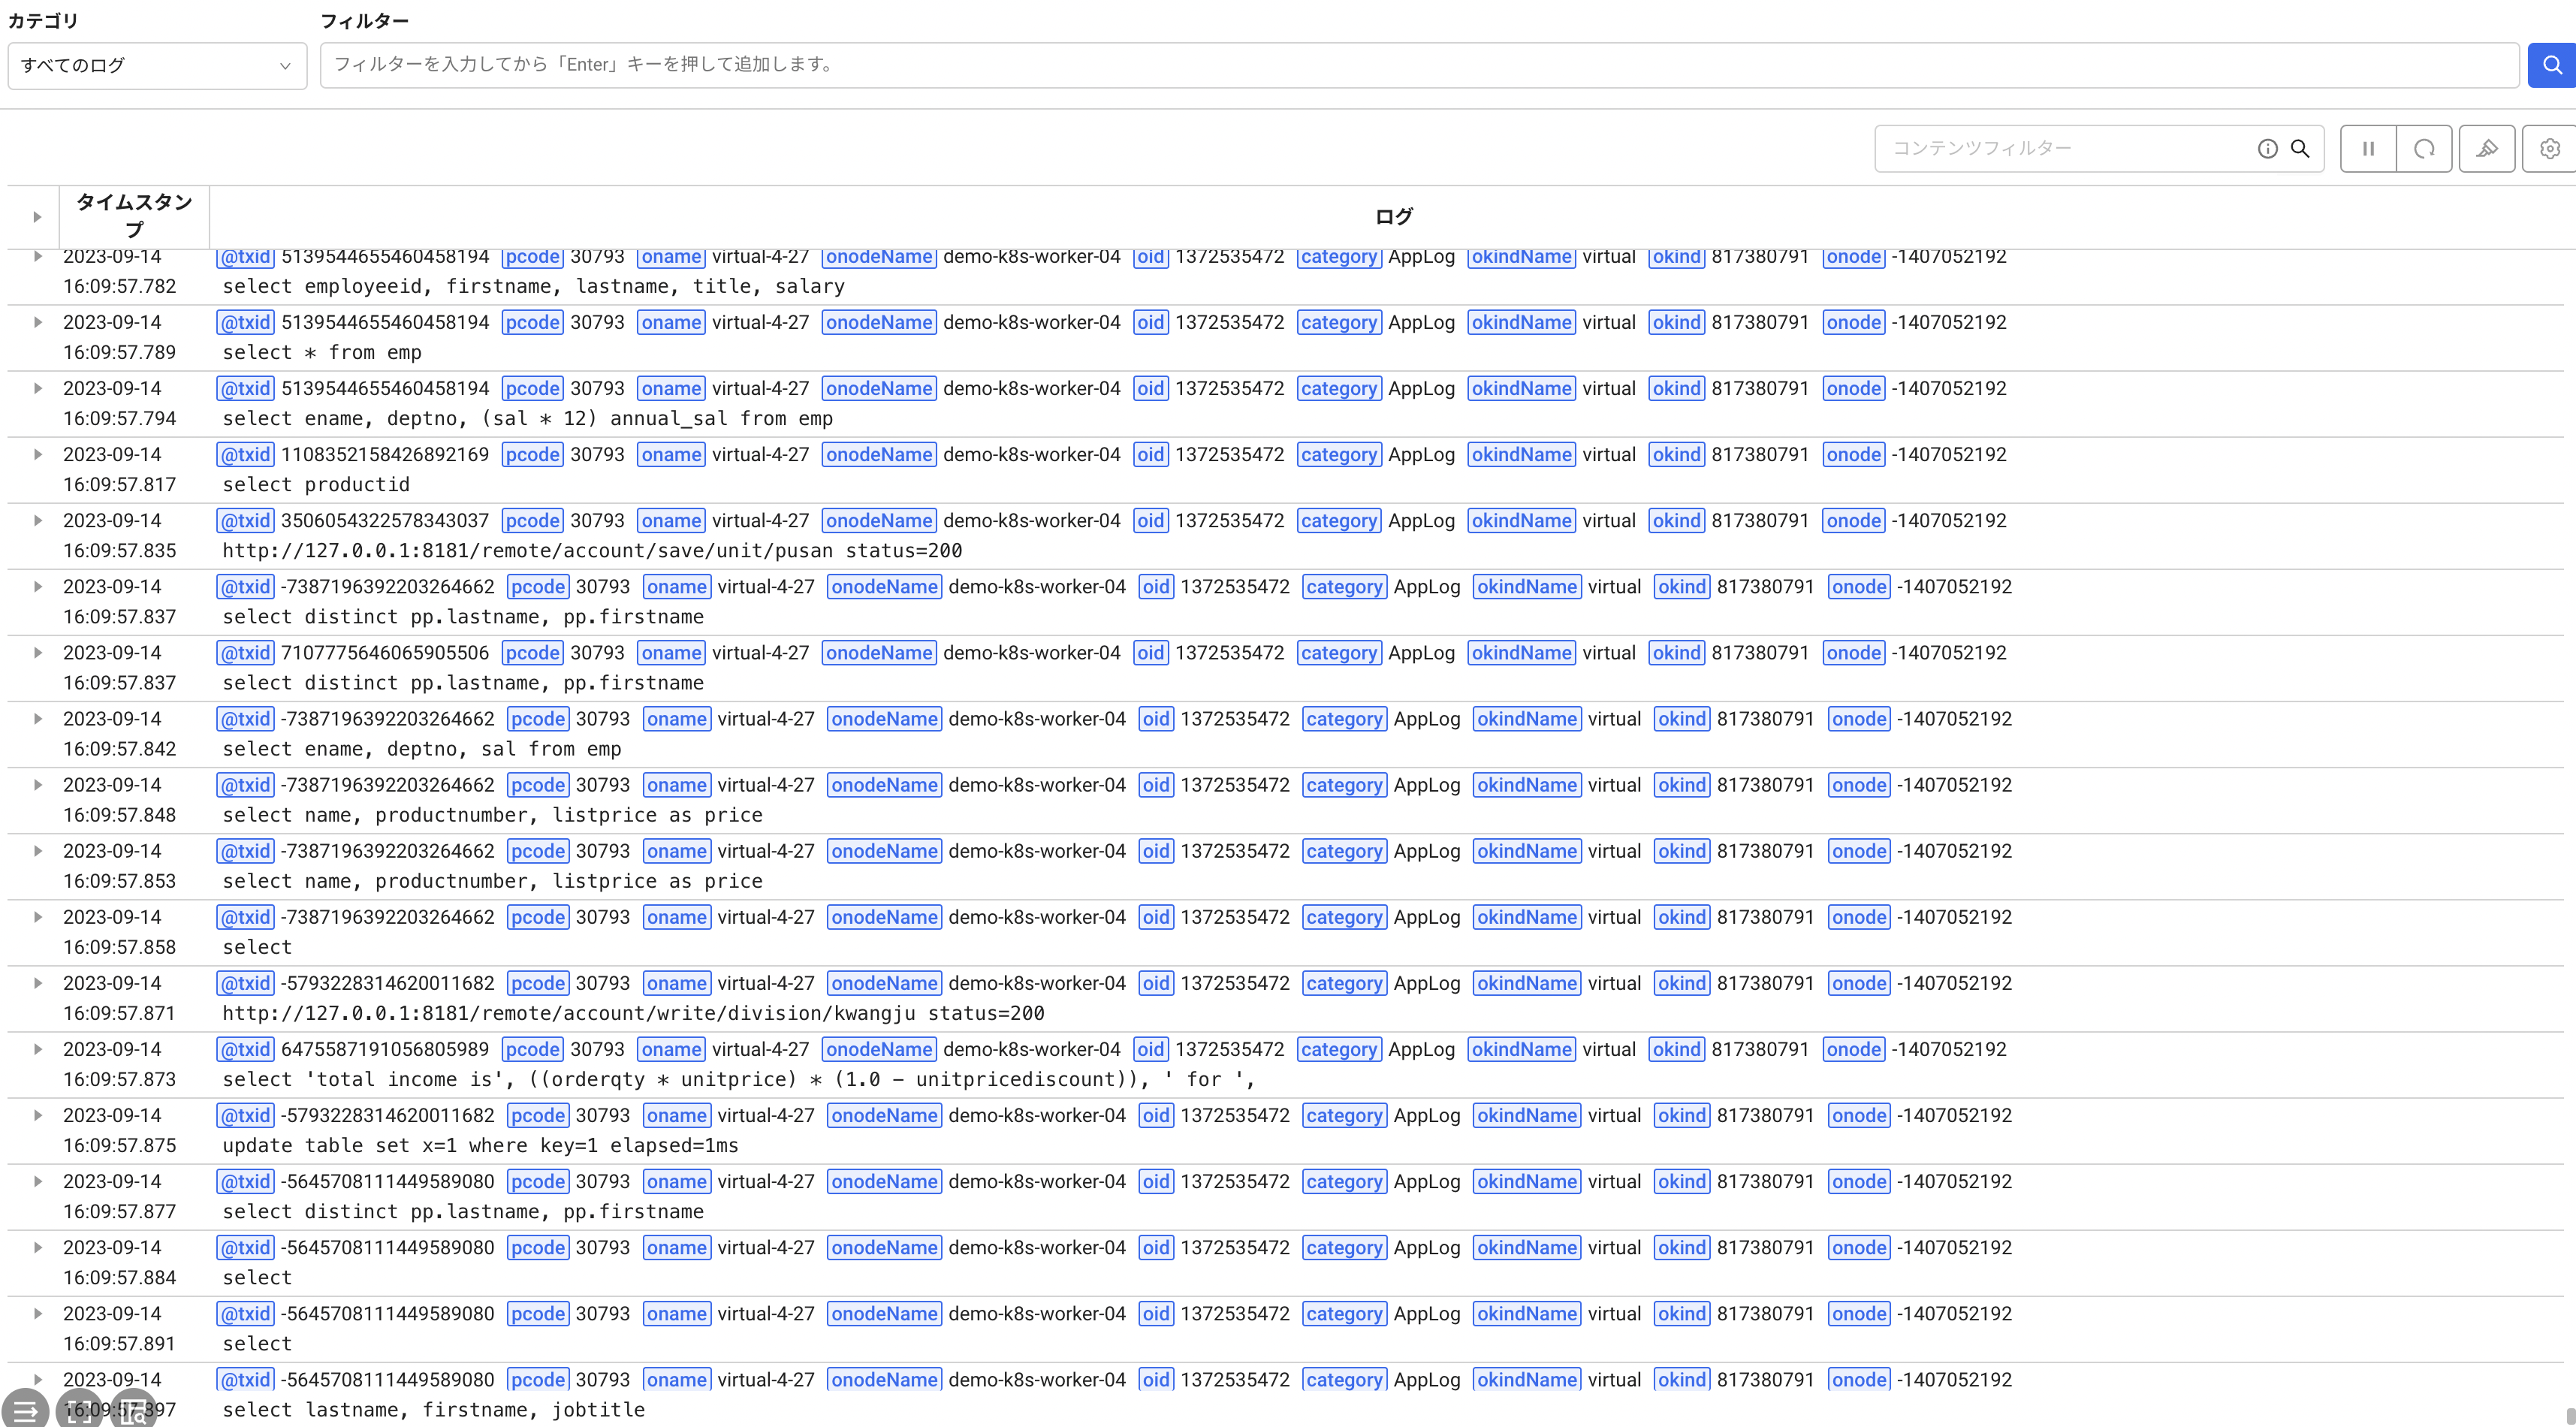 カテゴリ
フィルター
すべてのログ
フィルターを入力してから「Enter」キーを押して追加します。
コンテンツフィルター
タイムスタンプ
ログ
2023-09-14 @txid 5139544655460458194 pcode 30793 oname virtual-4-27 onodeName demo-k8s-worker-04 oid 1372535472 category AppLog okindName virtual okind 817380791 onode -1407052192
16:09:57.782 select employeeid, firstname, lastname, title, salary
2023-09-14 @txid 5139544655460458194 pcode 30793 oname virtual-4-27 onodeName demo-k8s-worker-04 oid 1372535472 category AppLog okindName virtual okind 817380791 onode -1407052192
16:09:57.789 select * from emp
2023-09-14 @txid 5139544655460458194 pcode 30793 oname virtual-4-27 onodeName demo-k8s-worker-04 oid 1372535472 category AppLog okindName virtual okind 817380791 onode -1407052192
16:09:57.794 select ename, deptno, (sal * 12) annual_sal from emp
2023-09-14 @txid 1108352158426892169 pcode 30793 oname virtual-4-27 onodeName demo-k8s-worker-04 oid 1372535472 category AppLog okindName virtual okind 817380791 onode -1407052192
16:09:57.817 select productid
2023-09-14 @txid 3506054322578343037 pcode 30793 oname virtual-4-27 onodeName demo-k8s-worker-04 oid 1372535472 category AppLog okindName virtual okind 817380791 onode -1407052192
16:09:57.835 http://127.0.0.1:8181/remote/account/save/unit/pusan status=200
2023-09-14 @txid -7387196392203264662 pcode 30793 oname virtual-4-27 onodeName demo-k8s-worker-04 oid 1372535472 category AppLog okindName virtual okind 817380791 onode -1407052192
16:09:57.837 select distinct pp.lastname, pp.firstname
2023-09-14 @txid 7107775646065905506 pcode 30793 oname virtual-4-27 onodeName demo-k8s-worker-04 oid 1372535472 category AppLog okindName virtual okind 817380791 onode -1407052192
16:09:57.837 select distinct pp.lastname, pp.firstname
2023-09-14 @txid -7387196392203264662 pcode 30793 oname virtual-4-27 onodeName demo-k8s-worker-04 oid 1372535472 category AppLog okindName virtual okind 817380791 onode -1407052192
16:09:57.842 select ename, deptno, sal from emp
2023-09-14 @txid -7387196392203264662 pcode 30793 oname virtual-4-27 onodeName demo-k8s-worker-04 oid 1372535472 category AppLog okindName virtual okind 817380791 onode -1407052192
16:09:57.848 select name, productnumber, listprice as price
2023-09-14 @txid -7387196392203264662 pcode 30793 oname virtual-4-27 onodeName demo-k8s-worker-04 oid 1372535472 category AppLog okindName virtual okind 817380791 onode -1407052192
16:09:57.853 select name, productnumber, listprice as price
2023-09-14 @txid -7387196392203264662 pcode 30793 oname virtual-4-27 onodeName demo-k8s-worker-04 oid 1372535472 category AppLog okindName virtual okind 817380791 onode -1407052192
16:09:57.858 select
2023-09-14 @txid -5793228314620011682 pcode 30793 oname virtual-4-27 onodeName demo-k8s-worker-04 oid 1372535472 category AppLog okindName virtual okind 817380791 onode -1407052192
16:09:57.871 http://127.0.0.1:8181/remote/account/write/division/kwangju status=200
2023-09-14 @txid 6475587191056805989 pcode 30793 oname virtual-4-27 onodeName demo-k8s-worker-04 oid 1372535472 category AppLog okindName virtual okind 817380791 onode -1407052192
16:09:57.873 select 'total income is', ((orderqty * unitprice) * (1.0 - unitpricediscount)), ' for ',
2023-09-14 @txid -5793228314620011682 pcode 30793 oname virtual-4-27 onodeName demo-k8s-worker-04 oid 1372535472 category AppLog okindName virtual okind 817380791 onode -1407052192
16:09:57.875 update table set x=1 where key=1 elapsed=1ms
2023-09-14 @txid -5645708111449589080 pcode 30793 oname virtual-4-27 onodeName demo-k8s-worker-04 oid 1372535472 category AppLog okindName virtual okind 817380791 onode -1407052192
16:09:57.877 select distinct pp.lastname, pp.firstname
2023-09-14 @txid -5645708111449589080 pcode 30793 oname virtual-4-27 onodeName demo-k8s-worker-04 oid 1372535472 category AppLog okindName virtual okind 817380791 onode -1407052192
16:09:57.884 select
2023-09-14 @txid -5645708111449589080 pcode 30793 oname virtual-4-27 onodeName demo-k8s-worker-04 oid 1372535472 category AppLog okindName virtual okind 817380791 onode -1407052192
16:09:57.891 select
2023-09-14 @txid -5645708111449589080 pcode 30793 oname virtual-4-27 onodeName demo-k8s-worker-04 oid 1372535472 category AppLog okindName virtual okind 817380791 onode -1407052192
16:09:57.897 select lastname, firstname, jobtitle